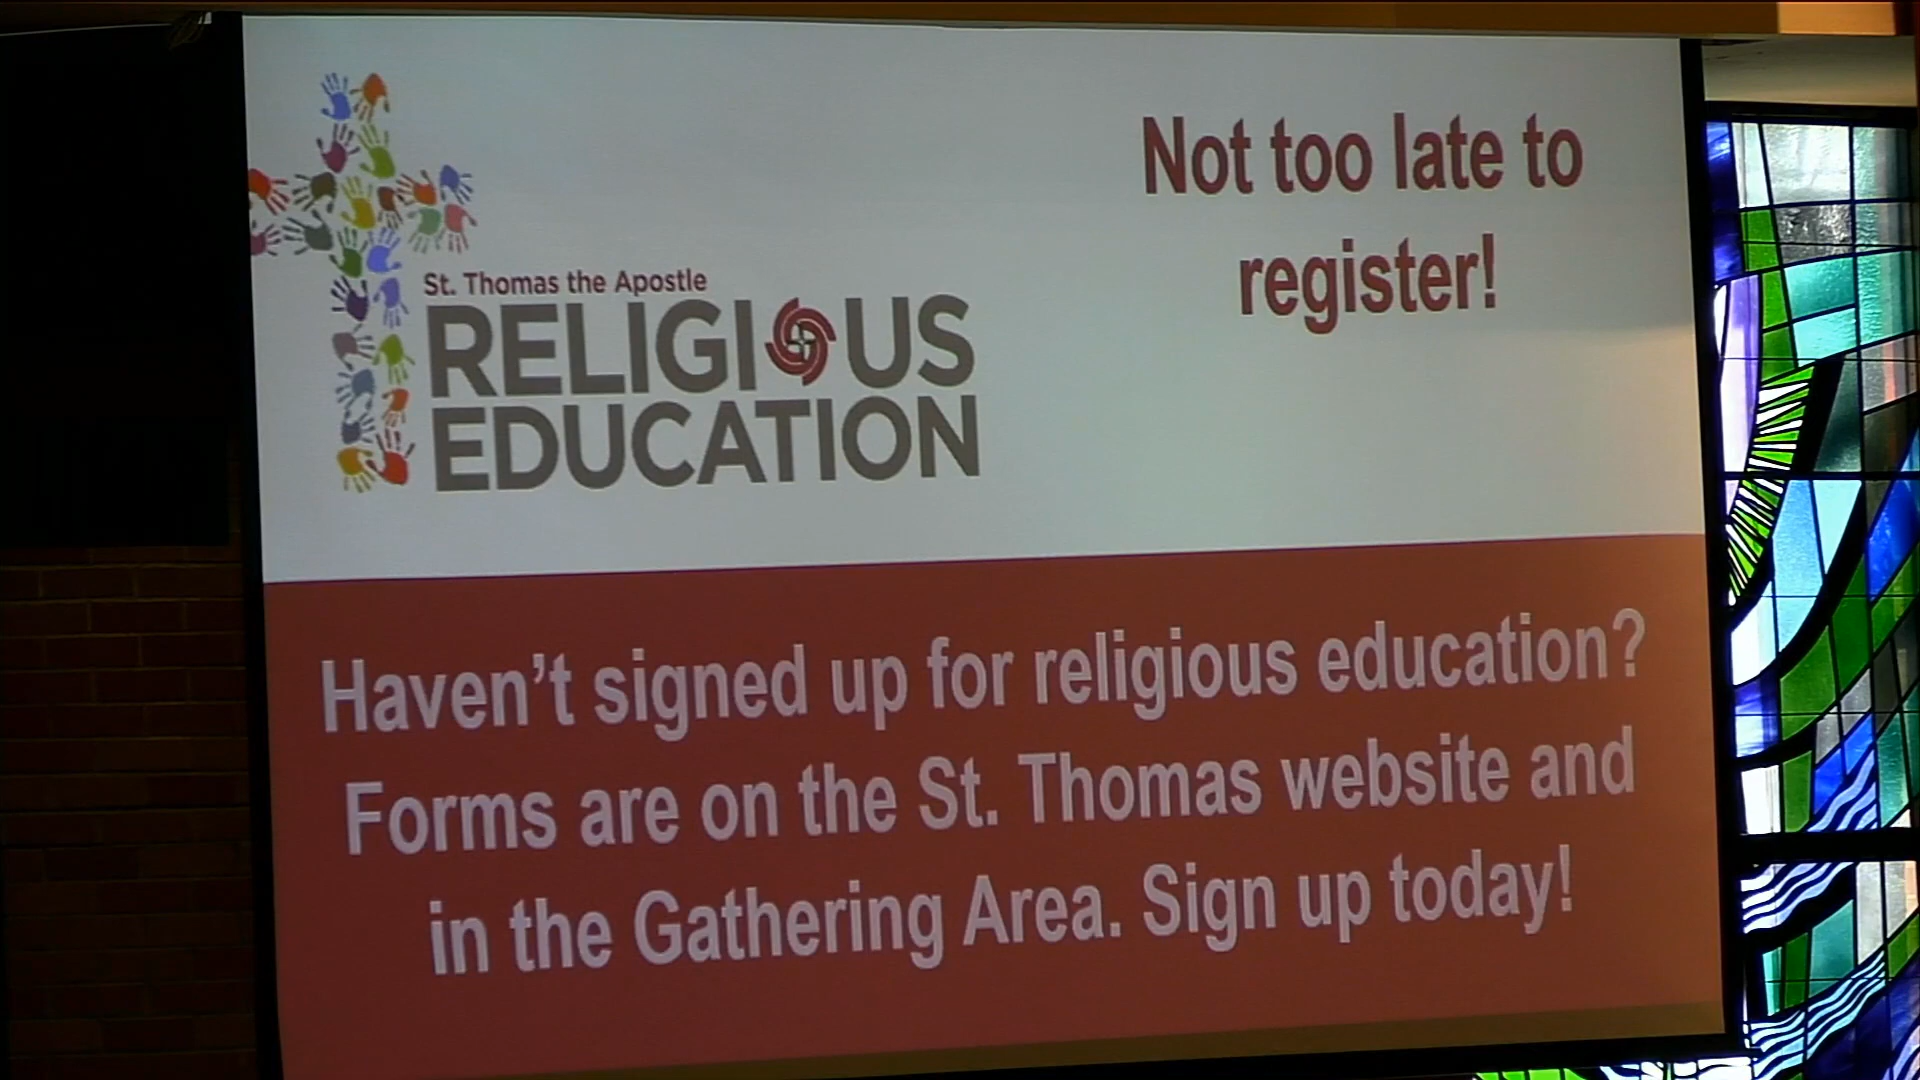 Not too late to
register!
St. Thomas the Apostle
RELIGIOUS
EDUCATION
Haven't signed up for religious education?
Forms are on the St. Thomas website and
in the Gathering Area. Sign up today!